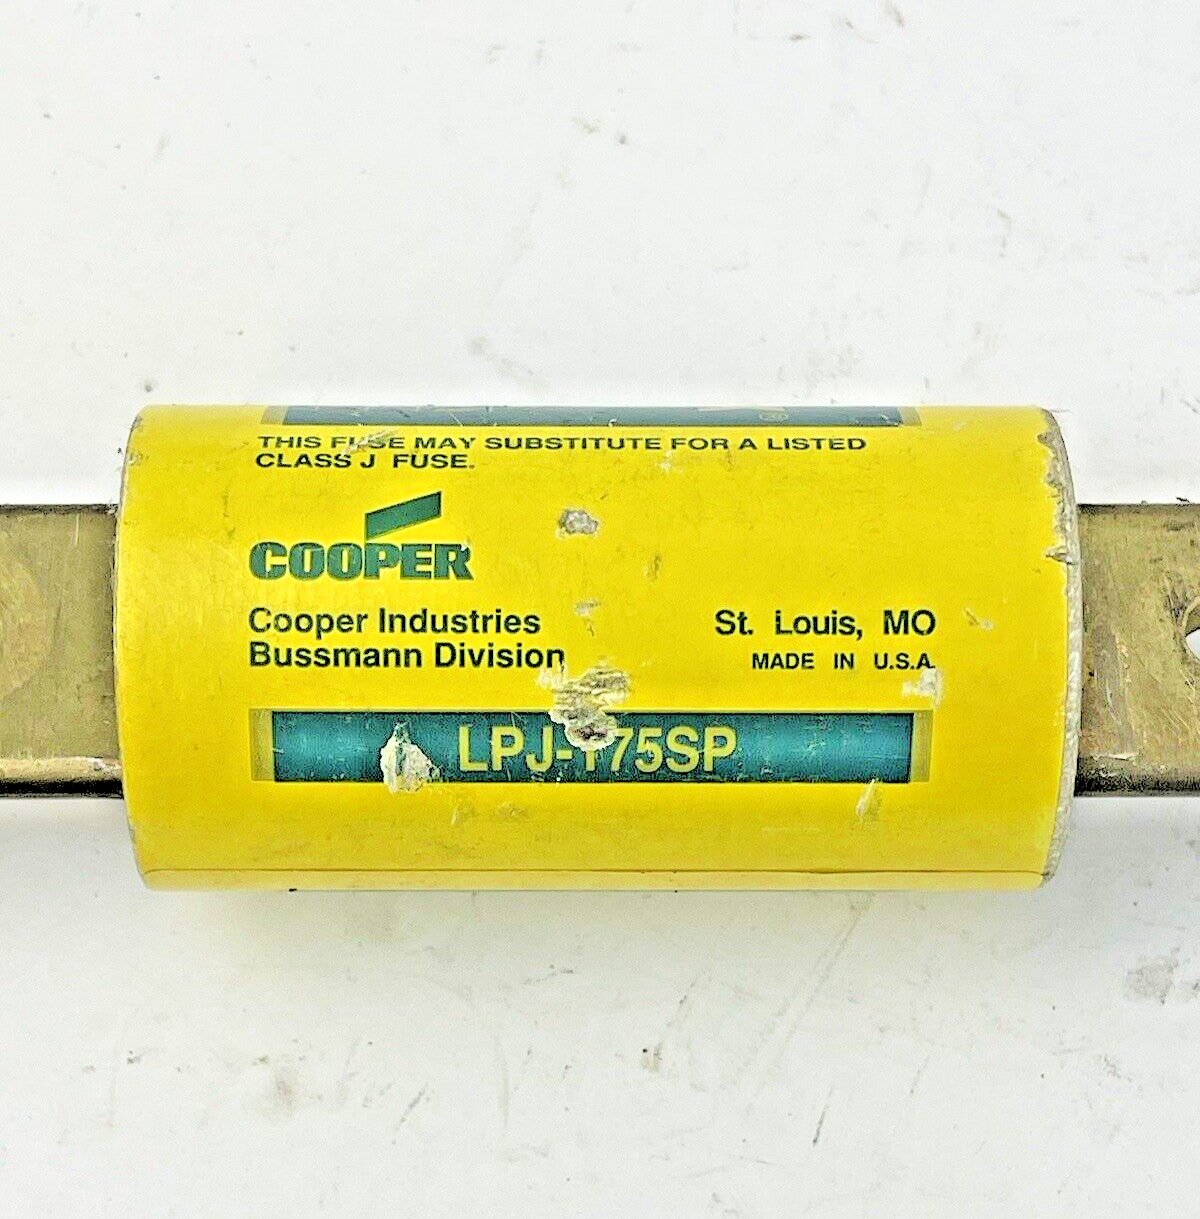 THIS FUSE MAY SUBSTITUTE FOR A LISTED
CLASS J FUSE.
COOPER
Cooper Industries
Bussmann Division
St. Louis, MO
MADE IN U.S.A.
LPJ-175SP